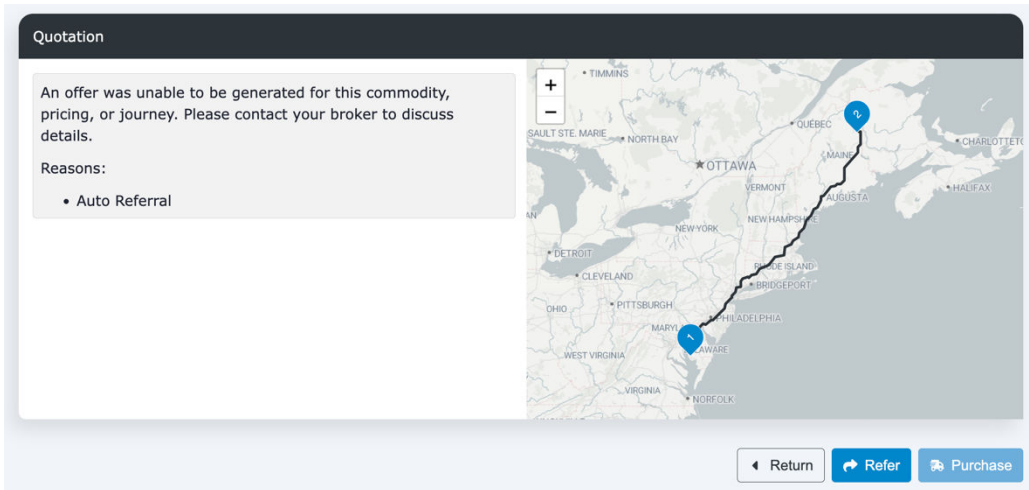 Quotation
An offer was unable to be generated for this commodity,
pricing, or journey. Please contact your broker to discuss
details.
Reasons:
• Auto Referral
+
−
TIMMINS
SAULT STE. MARIE
NORTH BAY
QUÉBEC
CHARLOTTETO
OTTAWA
MAINE
VERMONT
AUGUSTA
HALIFAX
NEW HAMPSHIRE
NEW YORK
DETROIT
RHODE ISLAND
CLEVELAND
BRIDGEPORT
OHIO
PITTSBURGH
PHILADELPHIA
MARYLA
WEST VIRGINIA
AWARE
VIRGINIA
NORFOLK
1
2
Return
Refer
Purchase